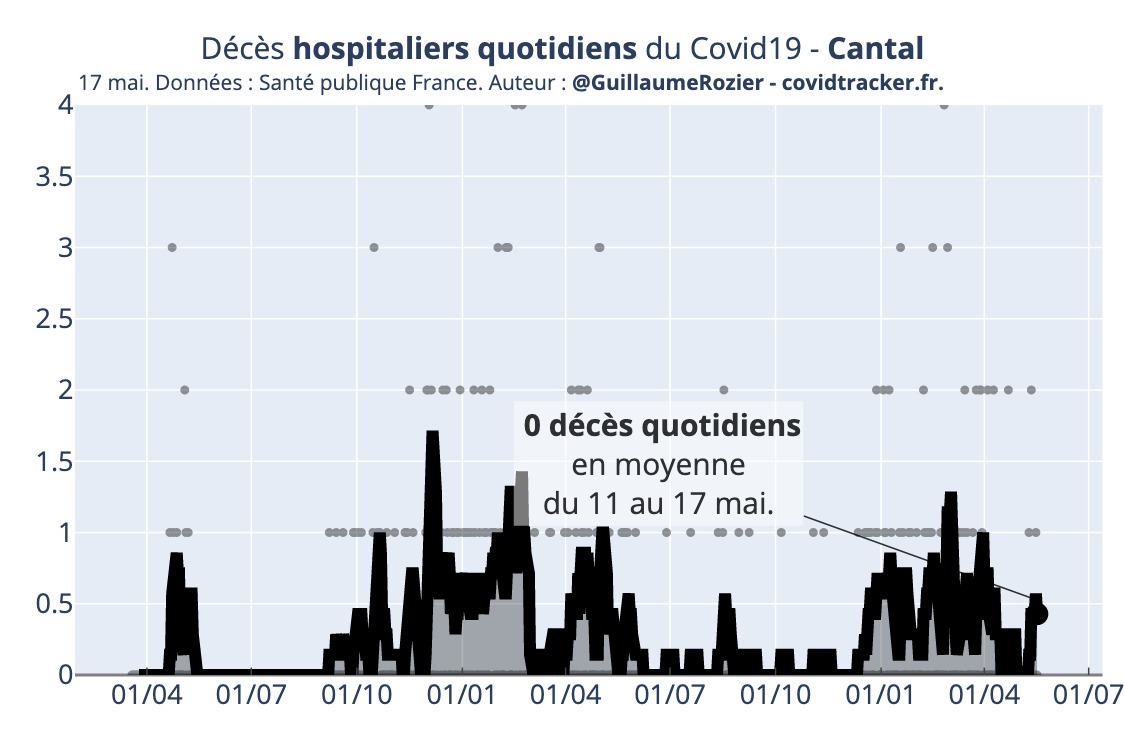 Décès hospitaliers quotidiens du Covid19 - Cantal
17 mai. Données : Santé publique France. Auteur : @GuillaumeRozier - covidtracker.fr.
4
3.5
3
2.5
2
1.5
1
0.5
0
0 décès quotidiens
en moyenne
du 11 au 17 mai.
01/04 01/07 01/10 01/01 01/04 01/07 01/10 01/01 01/04 01/07